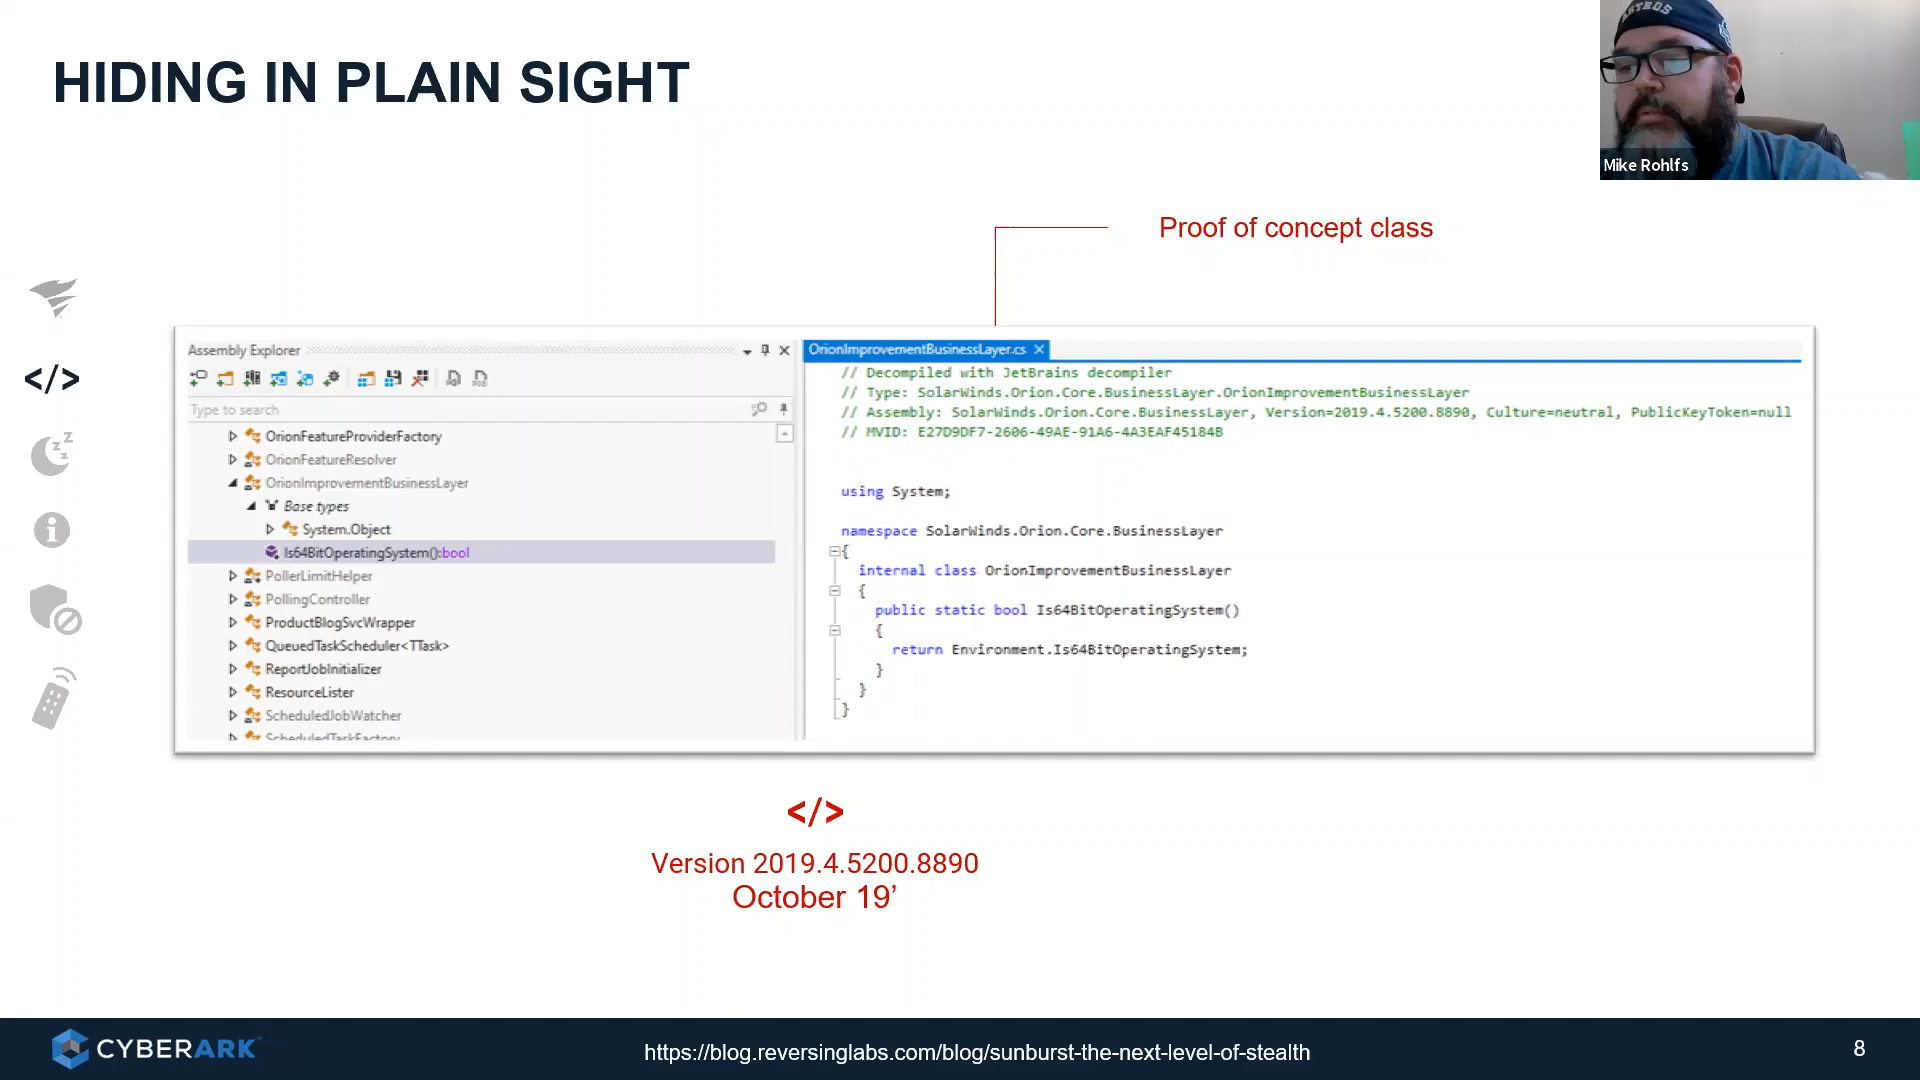 HIDING IN PLAIN SIGHT
ASTROS
Mike Rohlfs
Proof of concept class
</>
Assembly Explorer
Type to search
OrionFeatureProviderFactory
OrionFeatureResolver
OrionImprovementBusinessLayer
Base types
System.Object
Is64BitOperatingSystem():bool
PollerLimitHelper
PollingController
ProductBlogSvcWrapper
QueuedTaskScheduler<TTask>
ReportJobInitializer
ResourceLister
ScheduledJobWatcher
ScheduledTaskFactory
OrionImprovementBusinessLayer.cs
// Decompiled with JetBrains decompiler
// Type: SolarWinds.Orion.Core.BusinessLayer.OrionImprovementBusinessLayer
// Assembly: SolarWinds.Orion.Core.BusinessLayer, Version=2019.4.5200.8890, Culture=neutral, PublicKeyToken=null
// MVID: E27D9DF7-2606-49AE-91A6-4A3EAF45184B
using System;
namespace SolarWinds.Orion.Core.BusinessLayer
{
internal class OrionImprovementBusinessLayer
{
public static bool Is64BitOperatingSystem()
{
return Environment.Is64BitOperatingSystem;
}
}
}
</>
Version 2019.4.5200.8890
October 19’
CYBERARK
https://blog.reversinglabs.com/blog/sunburst-the-next-level-of-stealth
8